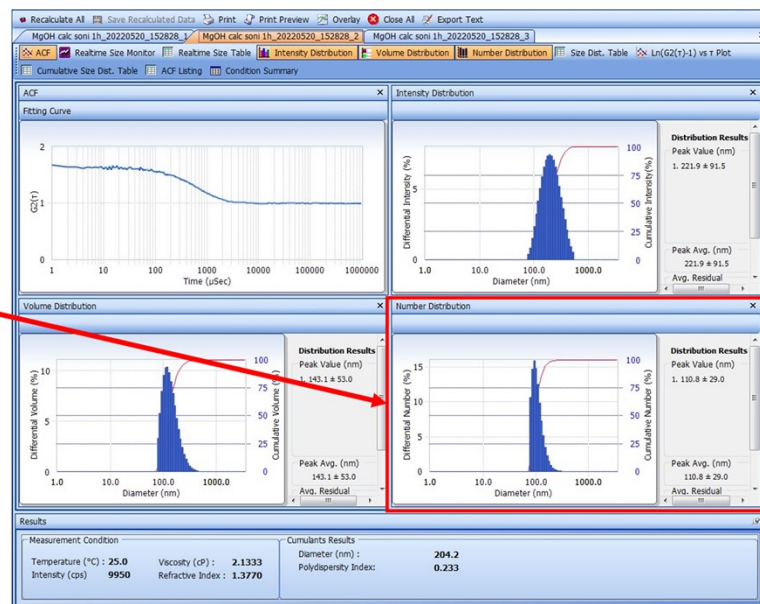 Recalculate All Save Recalculated Data Print Print Preview Overlay Close All Export Text
MgOH calc soni 1h_20220520_152828_1 MgOH calc soni 1h_20220520_152828_2 MgOH calc soni 1h_20220520_152828_3
ACF Realtime Size Monitor Realtime Size Table Intensity Distribution Volume Distribution Number Distribution Size Dist. Table Ln(G2(τ)-1) vs τ Plot
Cumulative Size Dist. Table ACF Listing Condition Summary
ACF
Fitting Curve
G2(τ)
2
1
0
1 10 100 1000 10000 100000 1000000
Time (µSec)
Intensity Distribution
Differential Intensity (%)
5
0
100
75
50
25
0
Cumulative Intensity(%)
1.0 10.0 100.0 1000.0
Diameter (nm)
Distribution Results
Peak Value (nm)
1. 221.9 ± 91.5
Peak Avg. (nm)
221.9 ± 91.5
Avg. Residual
Volume Distribution
Differential Volume (%)
10
5
0
100
75
50
25
0
Cumulative Volume (%)
1.0 10.0 100.0 1000.0
Diameter (nm)
Distribution Results
Peak Value (nm)
1. 143.1 ± 53.0
Peak Avg. (nm)
143.1 ± 53.0
Avg. Residual
Number Distribution
Differential Number (%)
15
10
5
0
100
75
50
25
0
Cumulative Number (%)
1.0 10.0 100.0 1000.0
Diameter (nm)
Distribution Results
Peak Value (nm)
1. 110.8 ± 29.0
Peak Avg. (nm)
110.8 ± 29.0
Avg. Residual
Results
Measurement Condition
Temperature (°C) : 25.0 Viscosity (cP) : 2.1333
Intensity (cps) 9950 Refractive Index : 1.3770
Cumulants Results
Diameter (nm) : 204.2
Polydispersity Index: 0.233